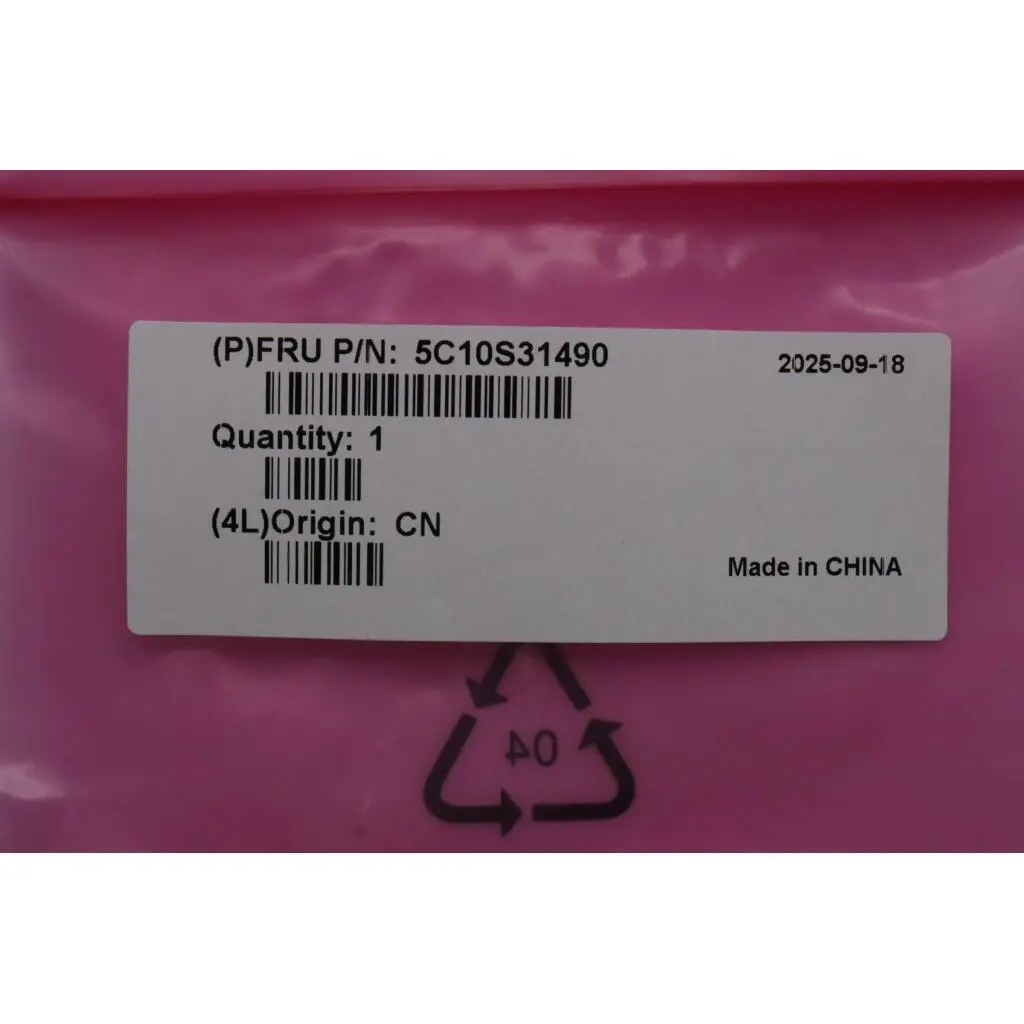 (P)FRU P/N: 5C10S31490
2025-09-18
Quantity: 1
(4L)Origin: CN
Made in CHINA
04